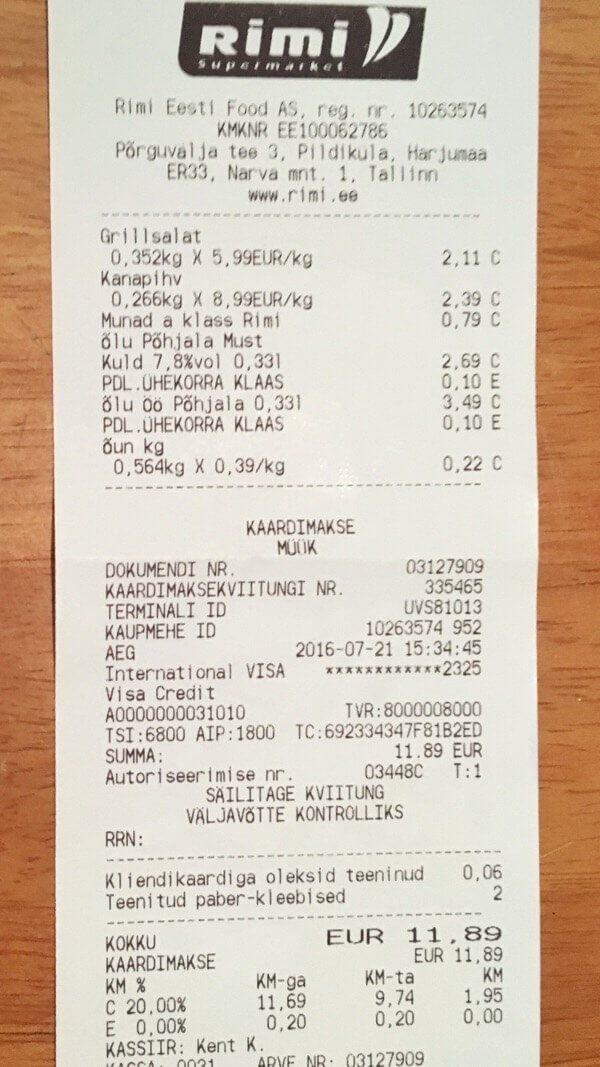 Rimi
Supermarket
Rimi Eesti Food AS, reg. nr. 10263574
KMKNR EE100062786
Põrguvälja tee 3, Pildiküla, Harjumaa
ER33, Narva mnt. 1, Tallinn
www.rimi.ee
Grillsalat
0,352kg X 5,99EUR/kg 2,11 C
Kanapihv
0,266kg X 8,99EUR/kg 2,39 C
Munad a klass Rimi 0,79 C
õlu Põhjala Must
Kuld 7,8%vol 0,33l 2,69 C
PDL.ÜHEKORRA KLAAS 0,10 E
õlu öö Põhjala 0,33l 3,49 C
PDL.ÜHEKORRA KLAAS 0,10 E
õun kg
0,564kg X 0,39/kg 0,22 C
KAARDIMAKSE
MÜÜK
DOKUMENDI NR. 03127909
KAARDIMAKSEKVIITUNGI NR. 335465
TERMINALI ID UVS81013
KAUPMEHE ID 10263574 952
AEG 2016-07-21 15:34:45
International VISA ************2325
Visa Credit
A0000000031010 TVR:8000008000
TSI:6800 AIP:1800 TC:692334347F81B2ED
SUMMA: 11.89 EUR
Autoriseerimise nr. 03448C T:1
SÄILITAGE KVIITUNG
VÄLJAVõTTE KONTROLLIKS
RRN:
Kliendikaardiga oleksid teeninud 0,06
Teenitud paber-kleebised 2
KOKKU EUR 11,89
KAARDIMAKSE EUR 11,89
KM % KM-ga KM-ta KM
C 20,00% 11,69 9,74 1,95
E 0,00% 0,20 0,20 0,00
KASSIIR: Kent K.
KASSA: 0031 ARVE NR: 03127909